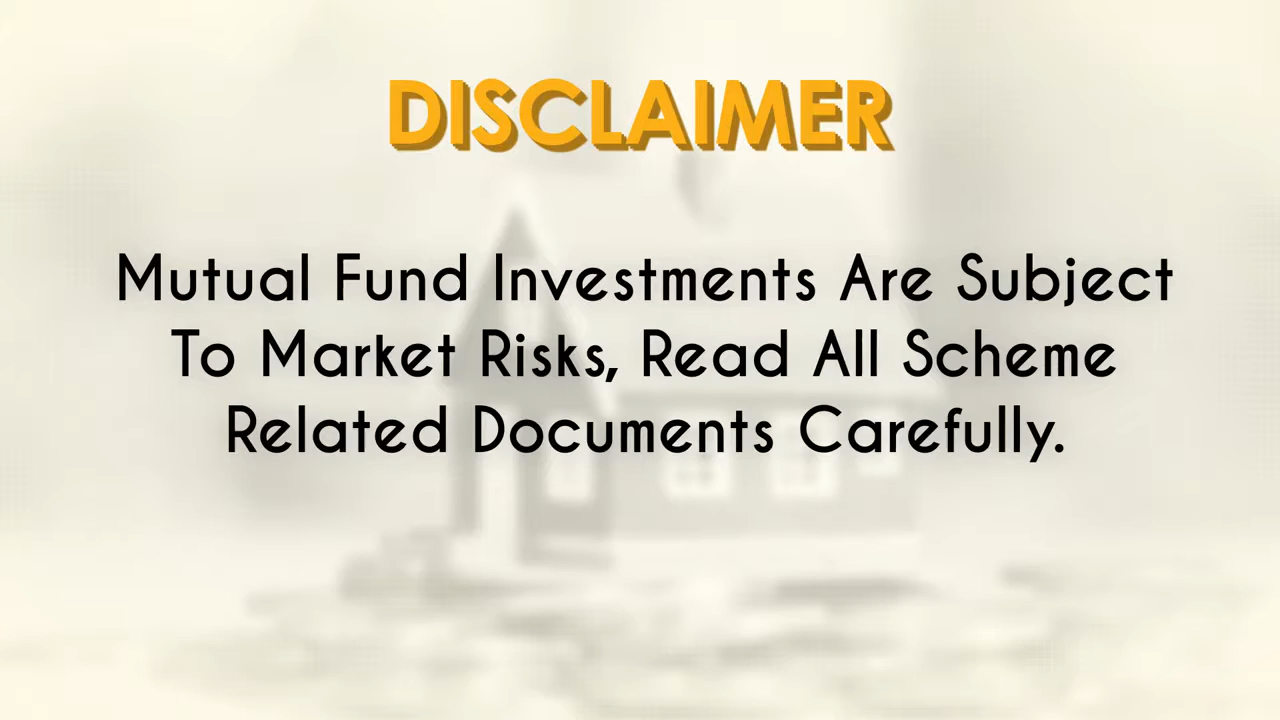 DISCLAIMER
Mutual Fund Investments Are Subject
To Market Risks, Read All Scheme
Related Documents Carefully.